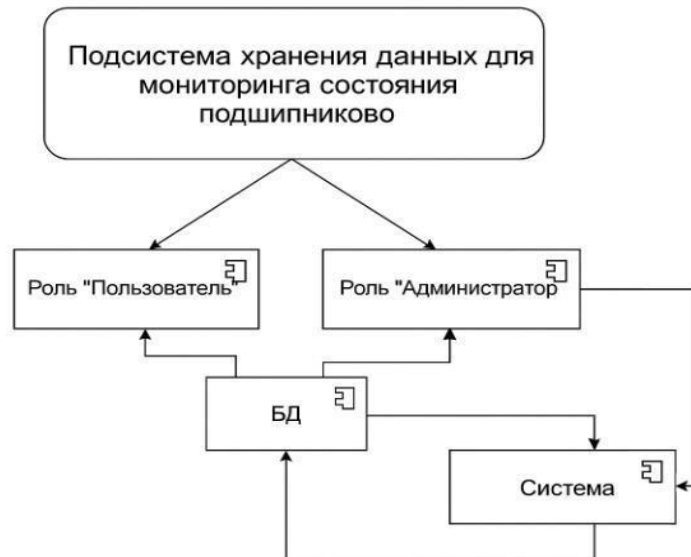 Подсистема хранения данных для
мониторинга состояния
подшипниково
Роль "Пользователь"
Роль "Администратор
БД
Система